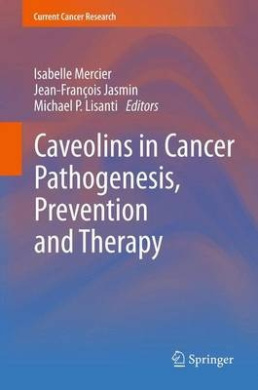 Current Cancer Research
Isabelle Mercier
Jean-François Jasmin
Michael P. Lisanti Editors
Caveolins in Cancer
Pathogenesis,
Prevention
and Therapy
Springer